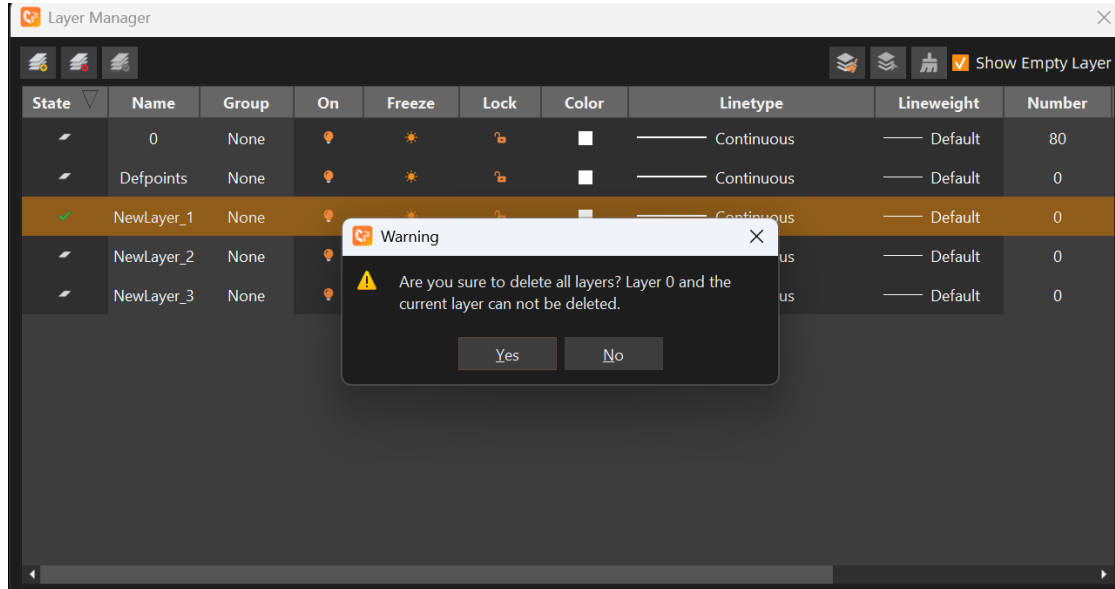 Layer Manager
Show Empty Layer
State Name Group On Freeze Lock Color Linetype Lineweight Number
0 None Continuous Default 80
Defpoints None Continuous Default 0
NewLayer_1 None Continuous Default 0
Warning
NewLayer_2 None us Default 0
Are you sure to delete all layers? Layer 0 and the
current layer can not be deleted.
NewLayer_3 None us Default 0
Yes No